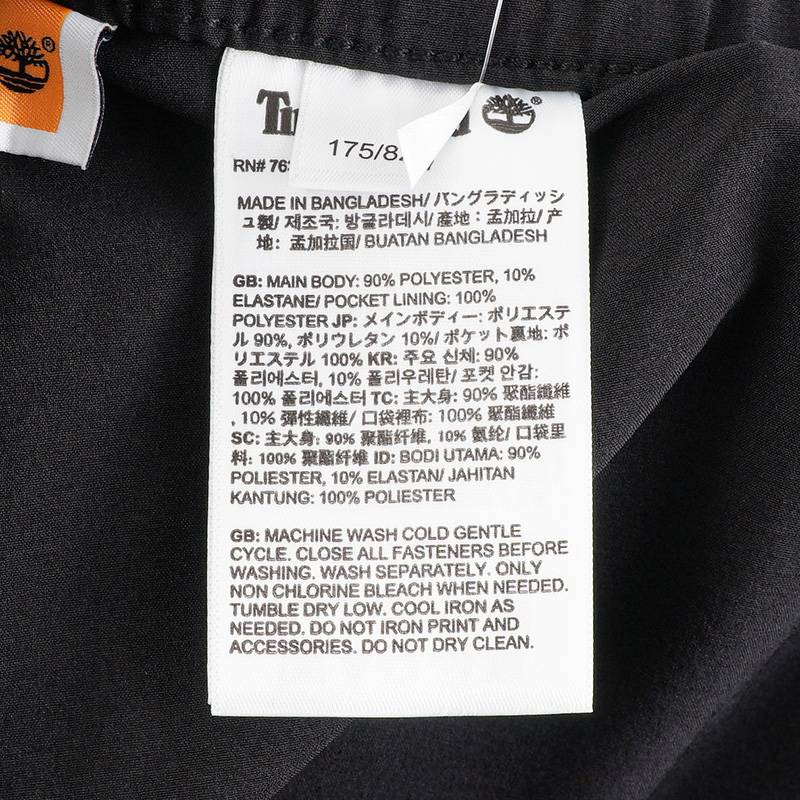 175/82
RN# 763
MADE IN BANGLADESH/ バングラディッシ
ュ製/ 제조국: 방글라데시/ 產地：孟加拉/ 产
地：孟加拉国/ BUATAN BANGLADESH
GB: MAIN BODY: 90% POLYESTER, 10%
ELASTANE/ POCKET LINING: 100%
POLYESTER JP: メインボディー: ポリエステ
ル 90%, ポリウレタン 10%/ ポケット裏地: ポ
リエステル 100% KR: 주요 신체: 90%
폴리에스터, 10% 폴리우레탄/ 포켓 안감:
100% 폴리에스터 TC: 主大身: 90% 聚酯纖維
, 10% 彈性纖維/ 口袋裡布: 100% 聚酯纖維
SC: 主大身: 90% 聚酯纤维, 10% 氨纶/ 口袋里
料: 100% 聚酯纤维 ID: BODI UTAMA: 90%
POLIESTER, 10% ELASTAN/ JAHITAN
KANTUNG: 100% POLIESTER
GB: MACHINE WASH COLD GENTLE
CYCLE. CLOSE ALL FASTENERS BEFORE
WASHING. WASH SEPARATELY. ONLY
NON CHLORINE BLEACH WHEN NEEDED.
TUMBLE DRY LOW. COOL IRON AS
NEEDED. DO NOT IRON PRINT AND
ACCESSORIES. DO NOT DRY CLEAN.